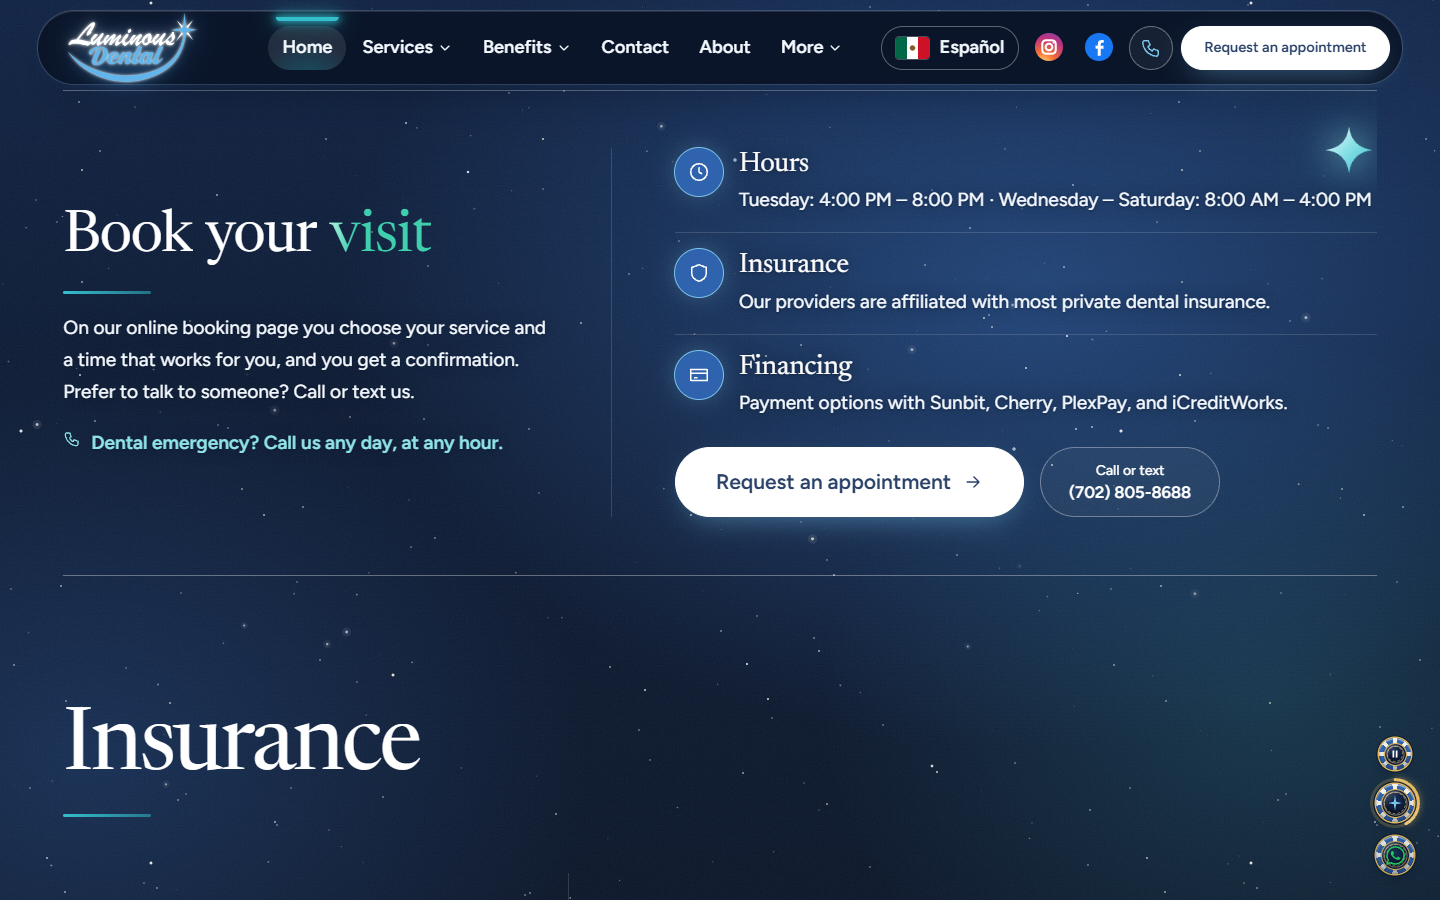 Luminous
Dental
Home
Services
Benefits
Contact
About
More
Español
Request an appointment
Book your visit
On our online booking page you choose your service and
a time that works for you, and you get a confirmation.
Prefer to talk to someone? Call or text us.
Dental emergency? Call us any day, at any hour.
Hours
Tuesday: 4:00 PM – 8:00 PM · Wednesday – Saturday: 8:00 AM – 4:00 PM
Insurance
Our providers are affiliated with most private dental insurance.
Financing
Payment options with Sunbit, Cherry, PlexPay, and iCreditWorks.
Request an appointment
Call or text
(702) 805-8688
Insurance